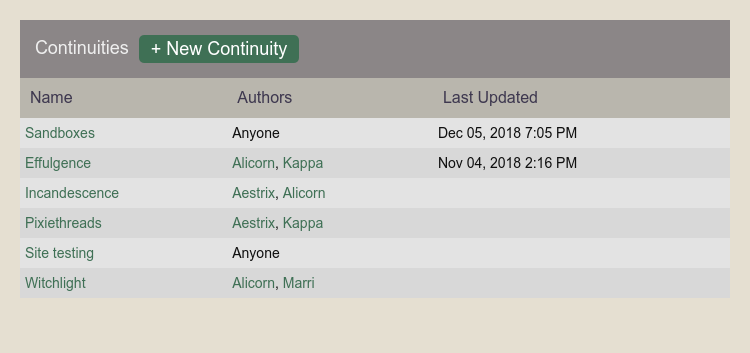 Continuities + New Continuity
Name Authors Last Updated
Sandboxes Anyone Dec 05, 2018 7:05 PM
Effulgence Alicorn, Kappa Nov 04, 2018 2:16 PM
Incandescence Aestrix, Alicorn
Pixiethreads Aestrix, Kappa
Site testing Anyone
Witchlight Alicorn, Marri